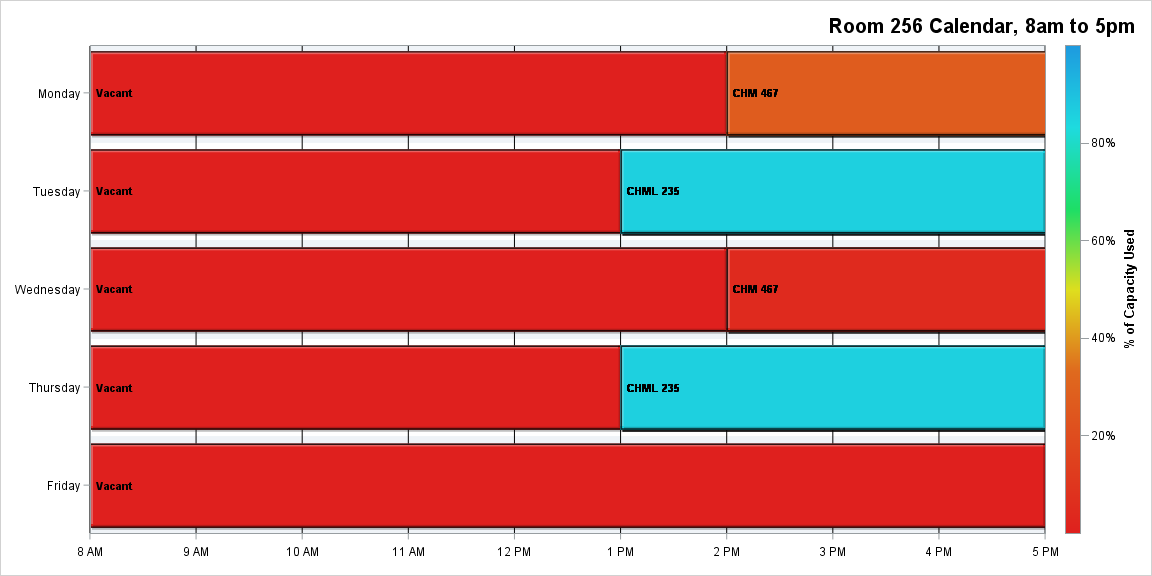 Room 256 Calendar, 8am to 5pm
Monday
Vacant
CHM 467
Tuesday
Vacant
CHML 235
Wednesday
Vacant
CHM 467
Thursday
Vacant
CHML 235
Friday
Vacant
8 AM
9 AM
10 AM
11 AM
12 PM
1 PM
2 PM
3 PM
4 PM
5 PM
80%
60%
40%
20%
% of Capacity Used